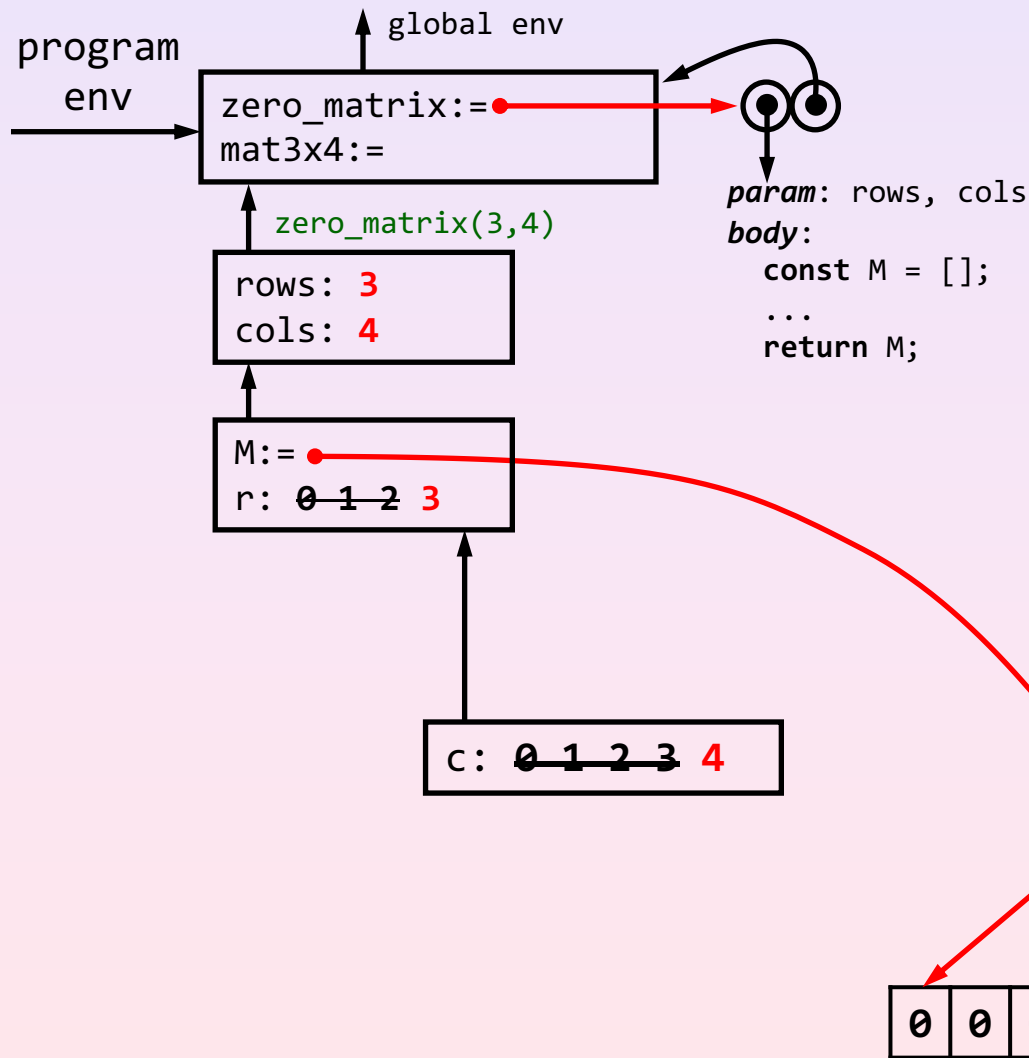 global env
program
env
zero_matrix:=
mat3x4:=
param: rows, cols
body:
const M = [];
...
return M;
zero_matrix(3,4)
rows: 3
cols: 4
M:=
r: 0 1 2 3
c: 0 1 2 3 4
0 0